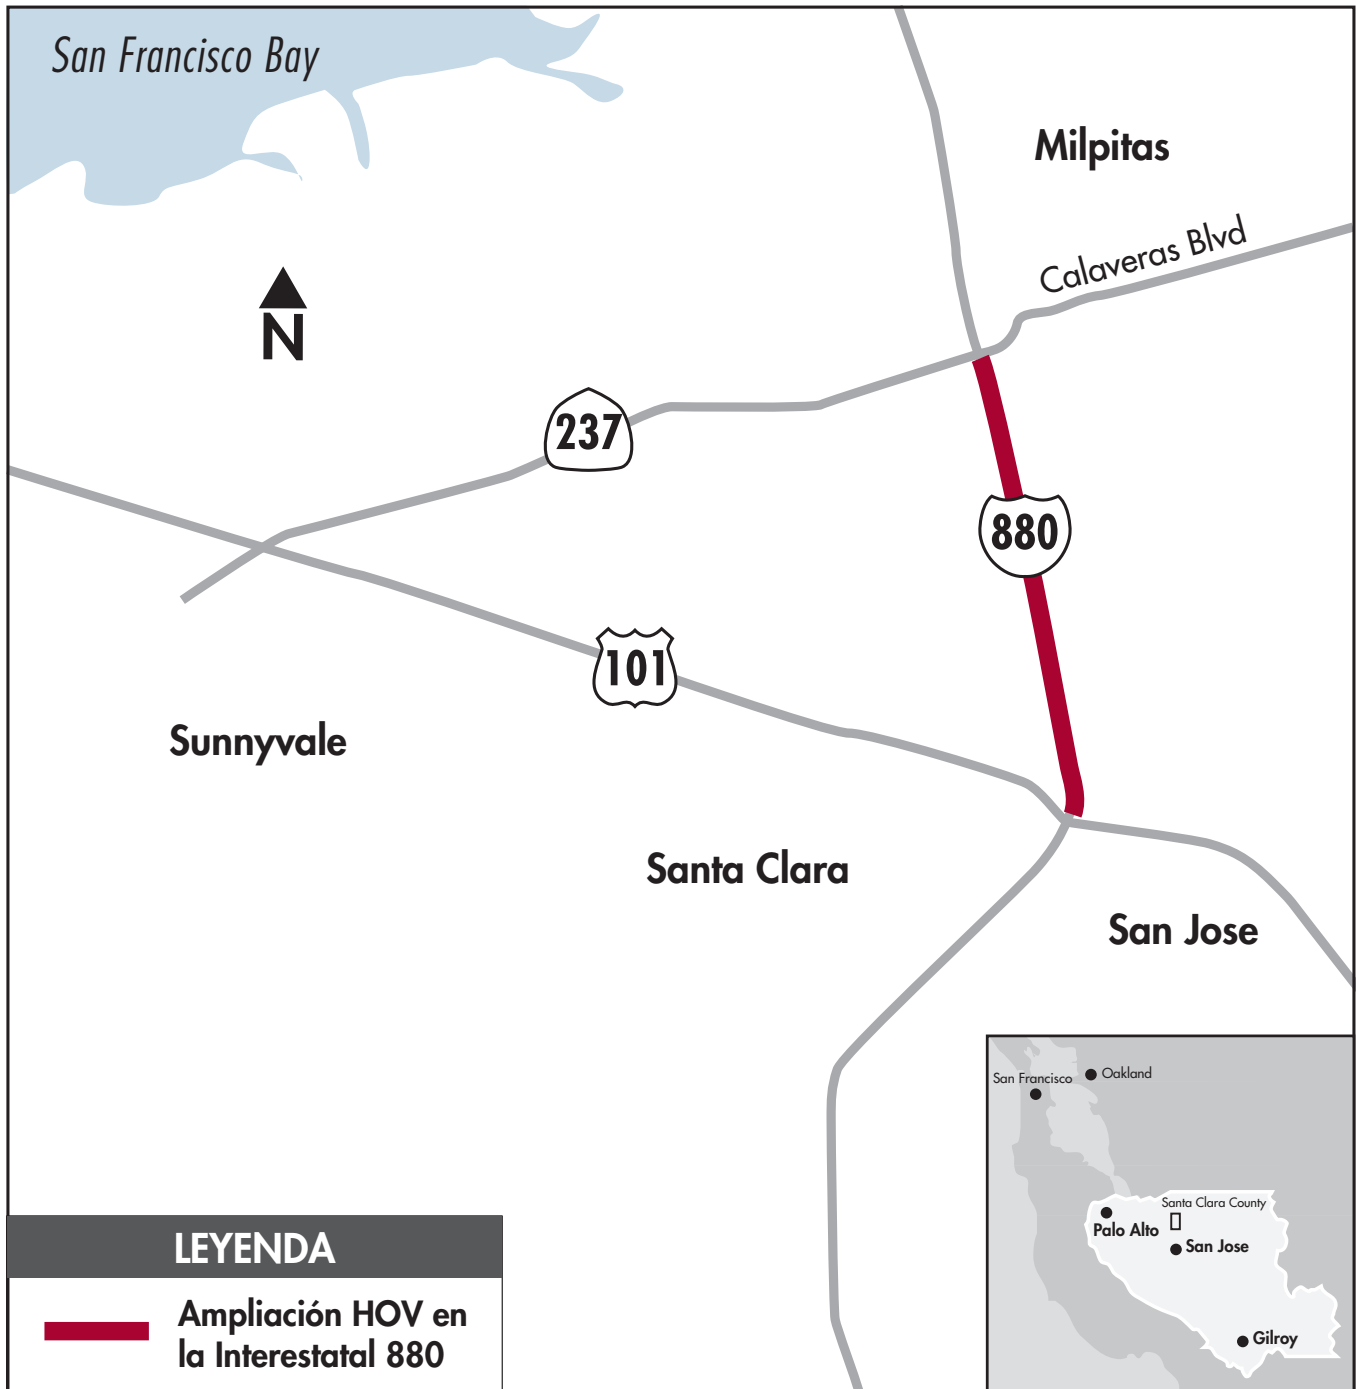 San Francisco Bay
Milpitas
Calaveras Blvd
N
237
880
101
Sunnyvale
Santa Clara
San Jose
San Francisco
Oakland
Santa Clara County
Palo Alto
San Jose
Gilroy
LEYENDA
Ampliación HOV en
la Interestatal 880